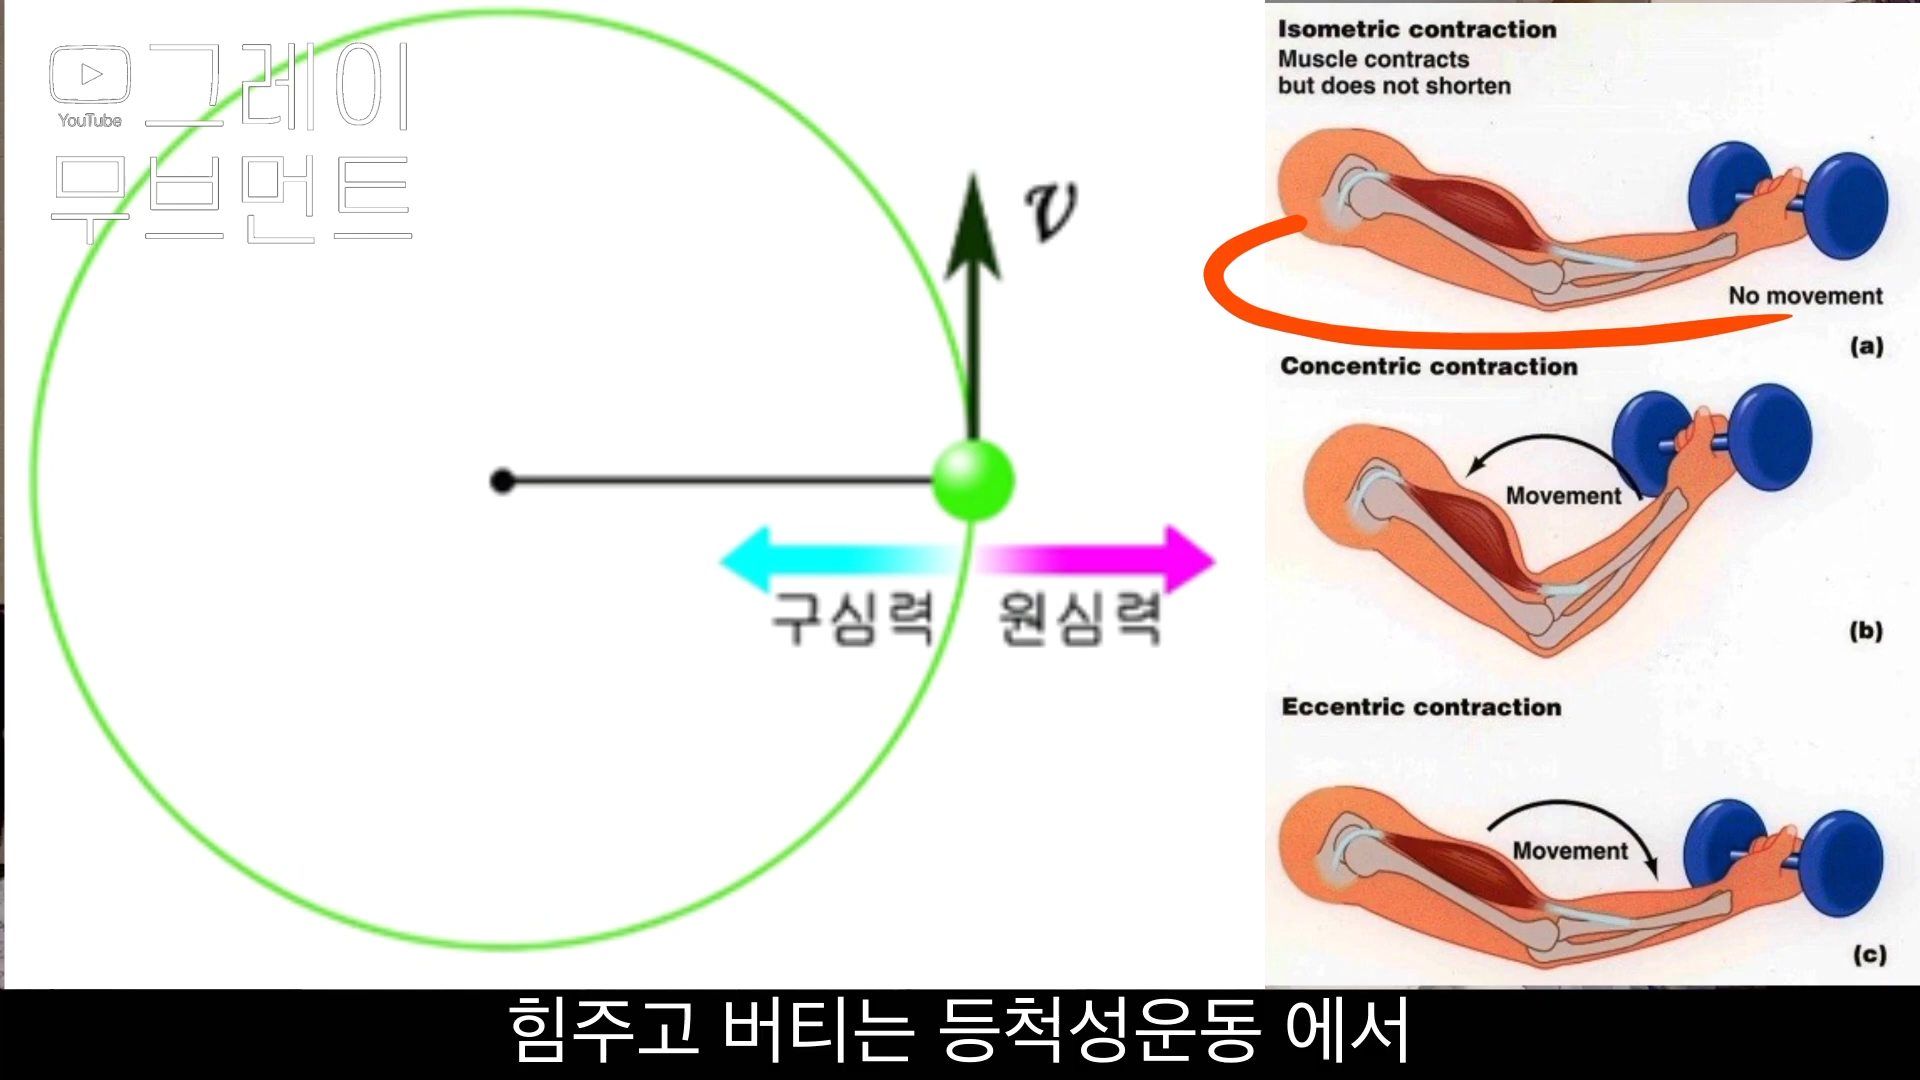 YouTube
그레이
무브먼트
v
구심력 원심력
Isometric contraction
Muscle contracts
but does not shorten
No movement
(a)
Concentric contraction
Movement
(b)
Eccentric contraction
Movement
(c)
힘주고 버티는 등척성운동 에서